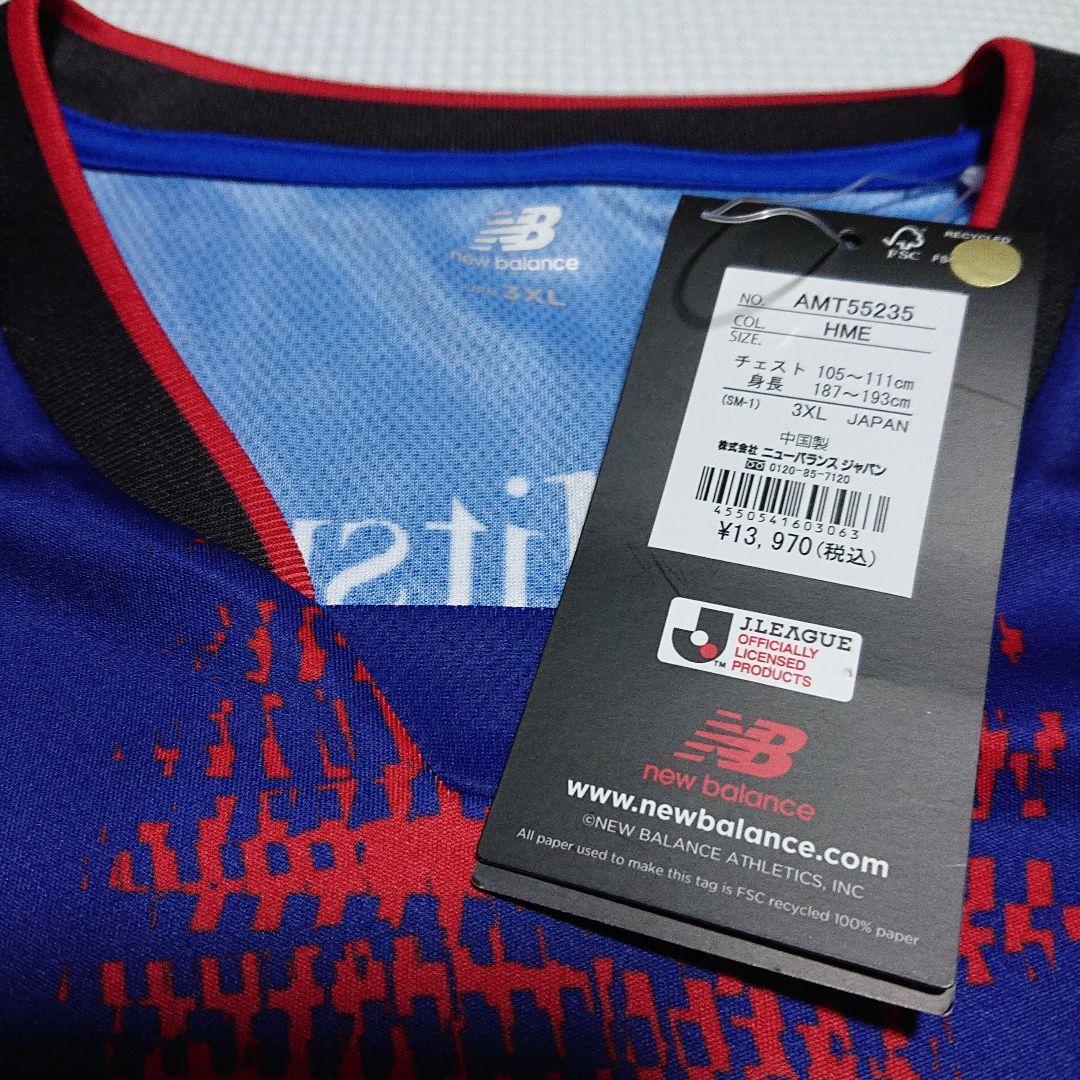 new balance
3XL
FSC
RECYCLED
NO. AMT55235
COL. HME
SIZE.
チェスト 105～111cm
身長 187～193cm
(SM-1) 3XL JAPAN
中国製
株式会社 ニューバランス ジャパン
0120-85-7120
4550541603063
¥13,970(税込)
J.LEAGUE
OFFICIALLY
LICENSED
PRODUCTS
TM
new balance
www.newbalance.com
©NEW BALANCE ATHLETICS, INC
All paper used to make this tag is FSC recycled 100% paper